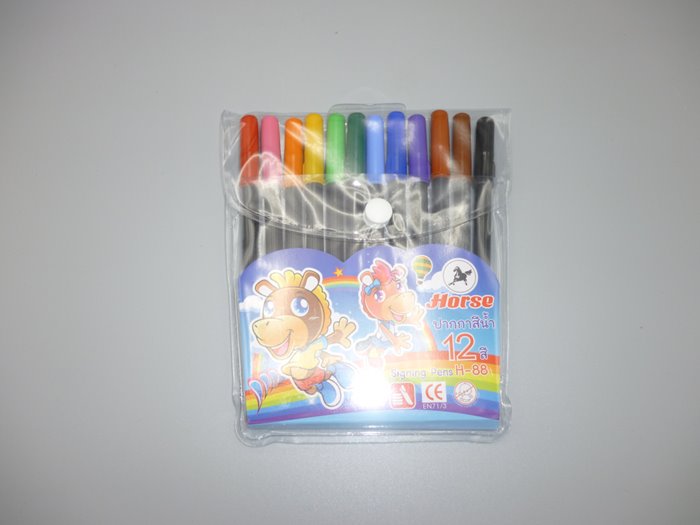 Horse
ปากกาสีน้ำ
12 สี
Signing Pens H-88
CE
EN71/3